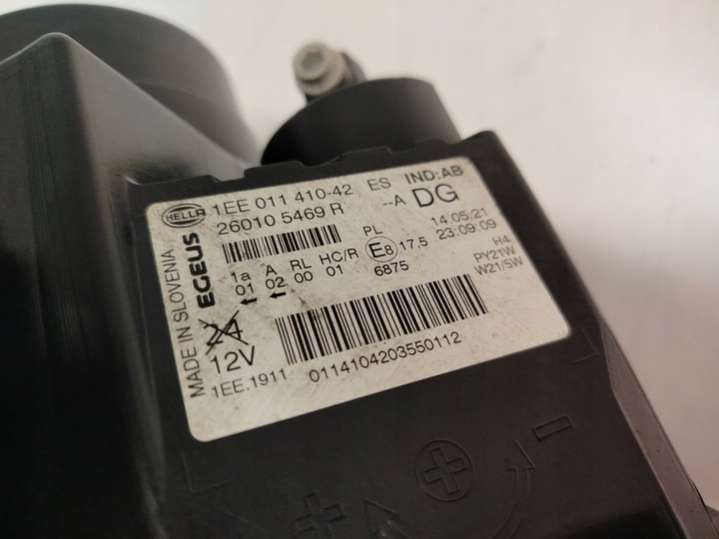 HELLA 1EE 011 410-42 ES IND:AB
26010 5469 R --A DG
MADE IN SLOVENIA
EGEUS
PL 14.05.21
1a A RL HC/R E8 17.5 23:09:09
01 02 00 01 6875
H4
PY21W
W21/5W
24
12V
1EE.1911 0114104203550112